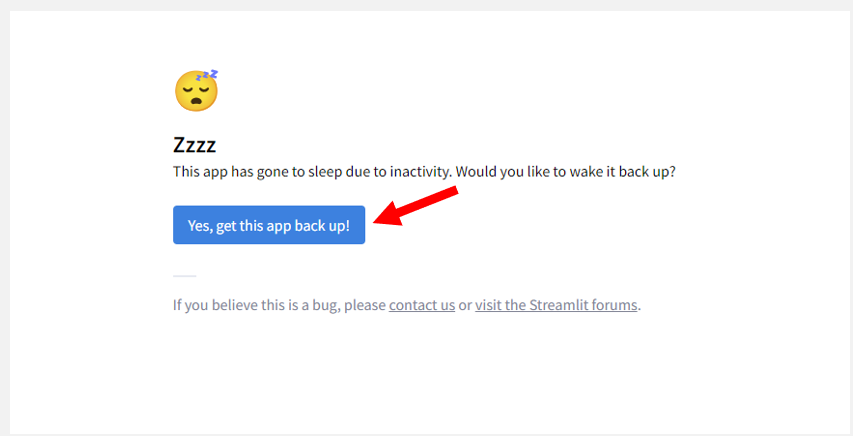 Zzzz
This app has gone to sleep due to inactivity. Would you like to wake it back up?
Yes, get this app back up!
If you believe this is a bug, please contact us or visit the Streamlit forums.